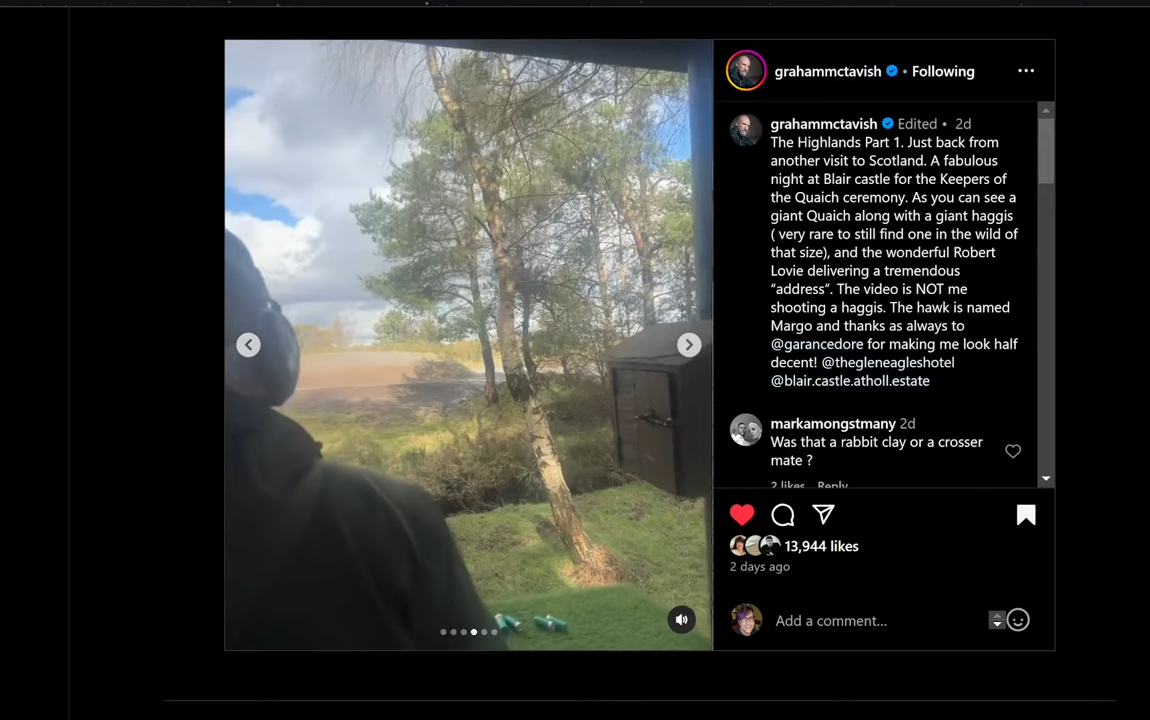 grahammctavish • Following
grahammctavish Edited • 2d
The Highlands Part 1. Just back from
another visit to Scotland. A fabulous
night at Blair castle for the Keepers of
the Quaich ceremony. As you can see a
giant Quaich along with a giant haggis
( very rare to still find one in the wild of
that size), and the wonderful Robert
Lovie delivering a tremendous
“address”. The video is NOT me
shooting a haggis. The hawk is named
Margo and thanks as always to
@garancedore for making me look half
decent! @thegleneagleshotel
@blair.castle.atholl.estate
markamongstmany 2d
Was that a rabbit clay or a crosser
mate ?
2 likes Reply
13,944 likes
2 days ago
Add a comment...